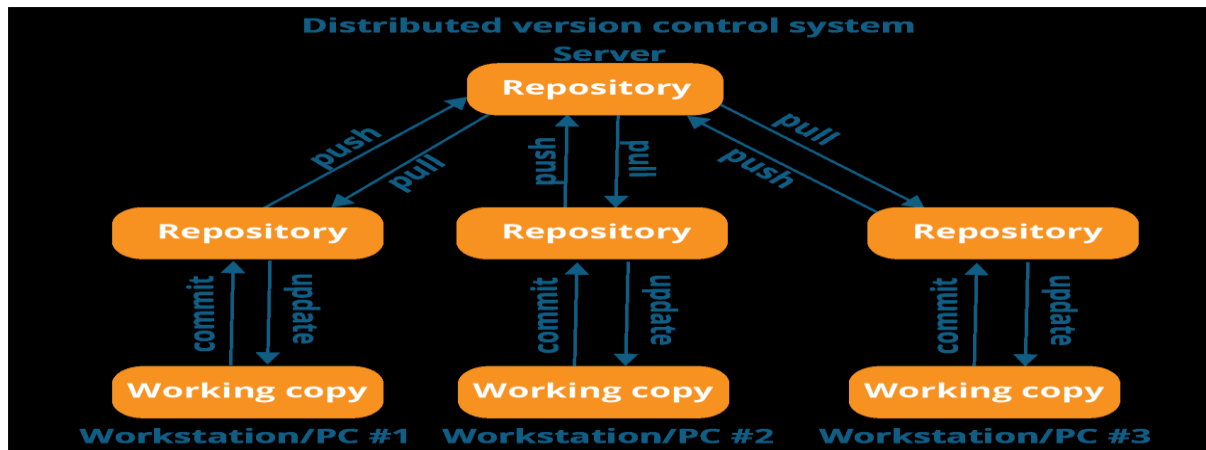 Distributed version control system
Server
Repository
push
pull
push
pull
push
pull
Repository
Repository
Repository
commit
update
commit
update
commit
update
Working copy
Working copy
Working copy
Workstation/PC #1
Workstation/PC #2
Workstation/PC #3